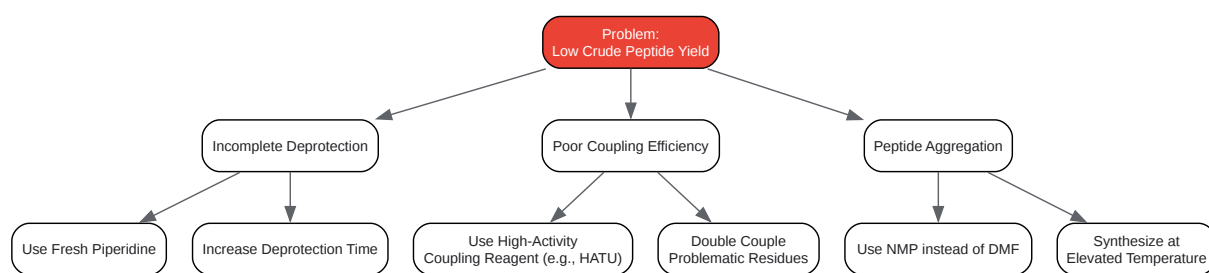 Problem:
Low Crude Peptide Yield
Incomplete Deprotection
Poor Coupling Efficiency
Peptide Aggregation
Use Fresh Piperidine
Increase Deprotection Time
Use High-Activity
Coupling Reagent (e.g., HATU)
Double Couple
Problematic Residues
Use NMP instead of DMF
Synthesize at
Elevated Temperature